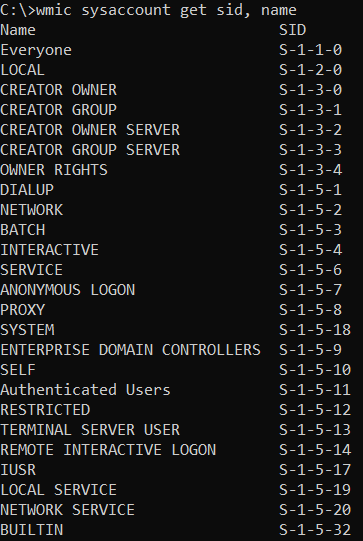 C:\>wmic sysaccount get sid, name
Name SID
Everyone S-1-1-0
LOCAL S-1-2-0
CREATOR OWNER S-1-3-0
CREATOR GROUP S-1-3-1
CREATOR OWNER SERVER S-1-3-2
CREATOR GROUP SERVER S-1-3-3
OWNER RIGHTS S-1-3-4
DIALUP S-1-5-1
NETWORK S-1-5-2
BATCH S-1-5-3
INTERACTIVE S-1-5-4
SERVICE S-1-5-6
ANONYMOUS LOGON S-1-5-7
PROXY S-1-5-8
SYSTEM S-1-5-18
ENTERPRISE DOMAIN CONTROLLERS S-1-5-9
SELF S-1-5-10
Authenticated Users S-1-5-11
RESTRICTED S-1-5-12
TERMINAL SERVER USER S-1-5-13
REMOTE INTERACTIVE LOGON S-1-5-14
IUSR S-1-5-17
LOCAL SERVICE S-1-5-19
NETWORK SERVICE S-1-5-20
BUILTIN S-1-5-32